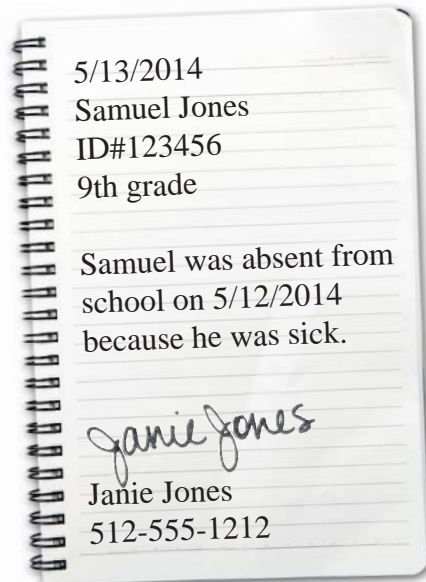 5/13/2014
Samuel Jones
ID#123456
9th grade
Samuel was absent from
school on 5/12/2014
because he was sick.
Janie Jones
Janie Jones
512-555-1212